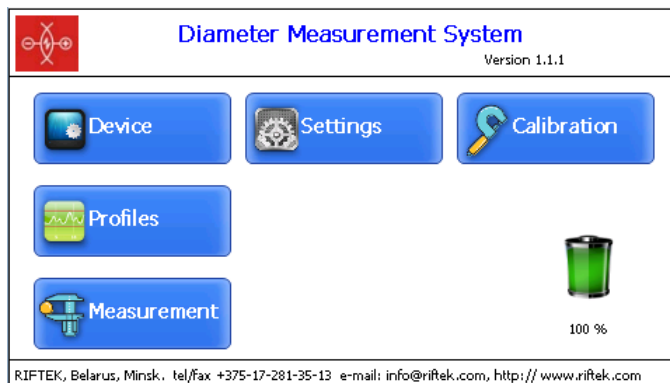 Diameter Measurement System
Version 1.1.1
Device
Settings
Calibration
Profiles
Measurement
100 %
RIFTEK, Belarus, Minsk. tel/fax +375-17-281-35-13 e-mail: info@riftek.com, http:// www.riftek.com